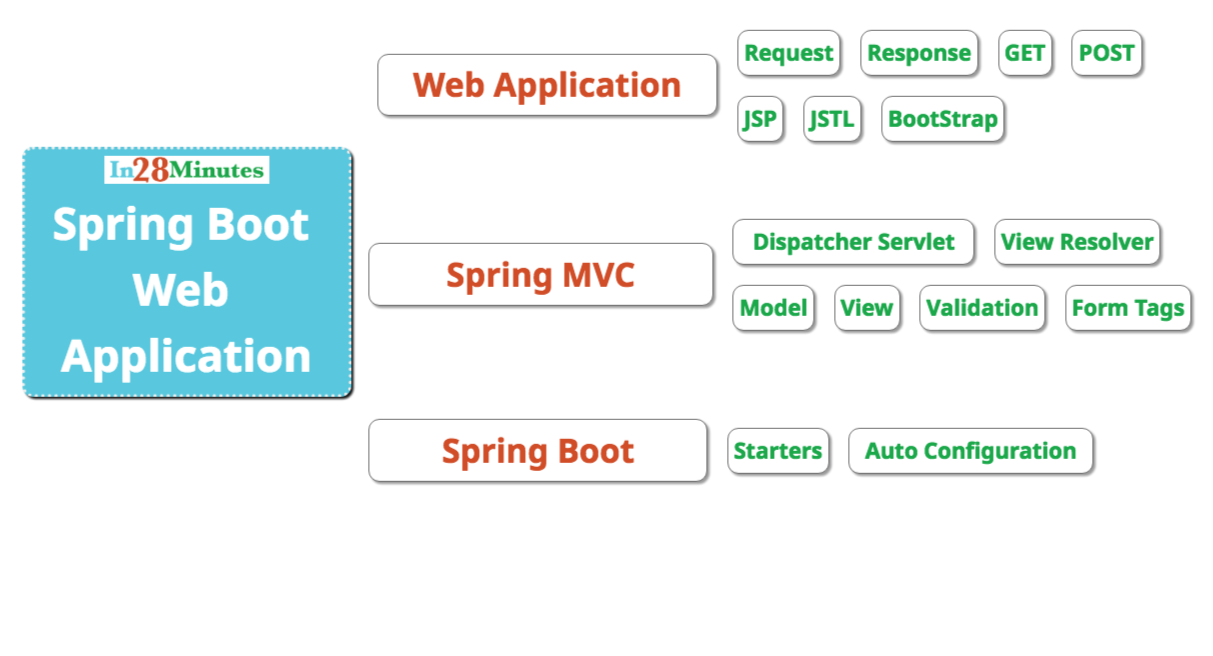 In28Minutes
Spring Boot
Web
Application
Web Application
Request Response GET POST
JSP JSTL BootStrap
Spring MVC
Dispatcher Servlet View Resolver
Model View Validation Form Tags
Spring Boot
Starters Auto Configuration